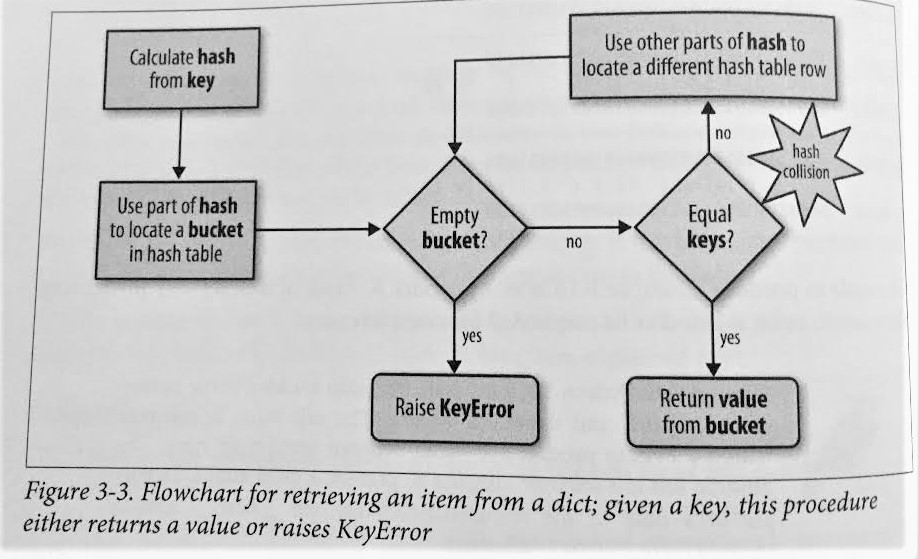 Calculate hash
from key
Use part of hash
to locate a bucket
in hash table
Empty
bucket?
no
yes
Raise KeyError
Equal
keys?
no
hash
collision
Use other parts of hash to
locate a different hash table row
yes
Return value
from bucket
Figure 3-3. Flowchart for retrieving an item from a dict; given a key, this procedure
either returns a value or raises KeyError